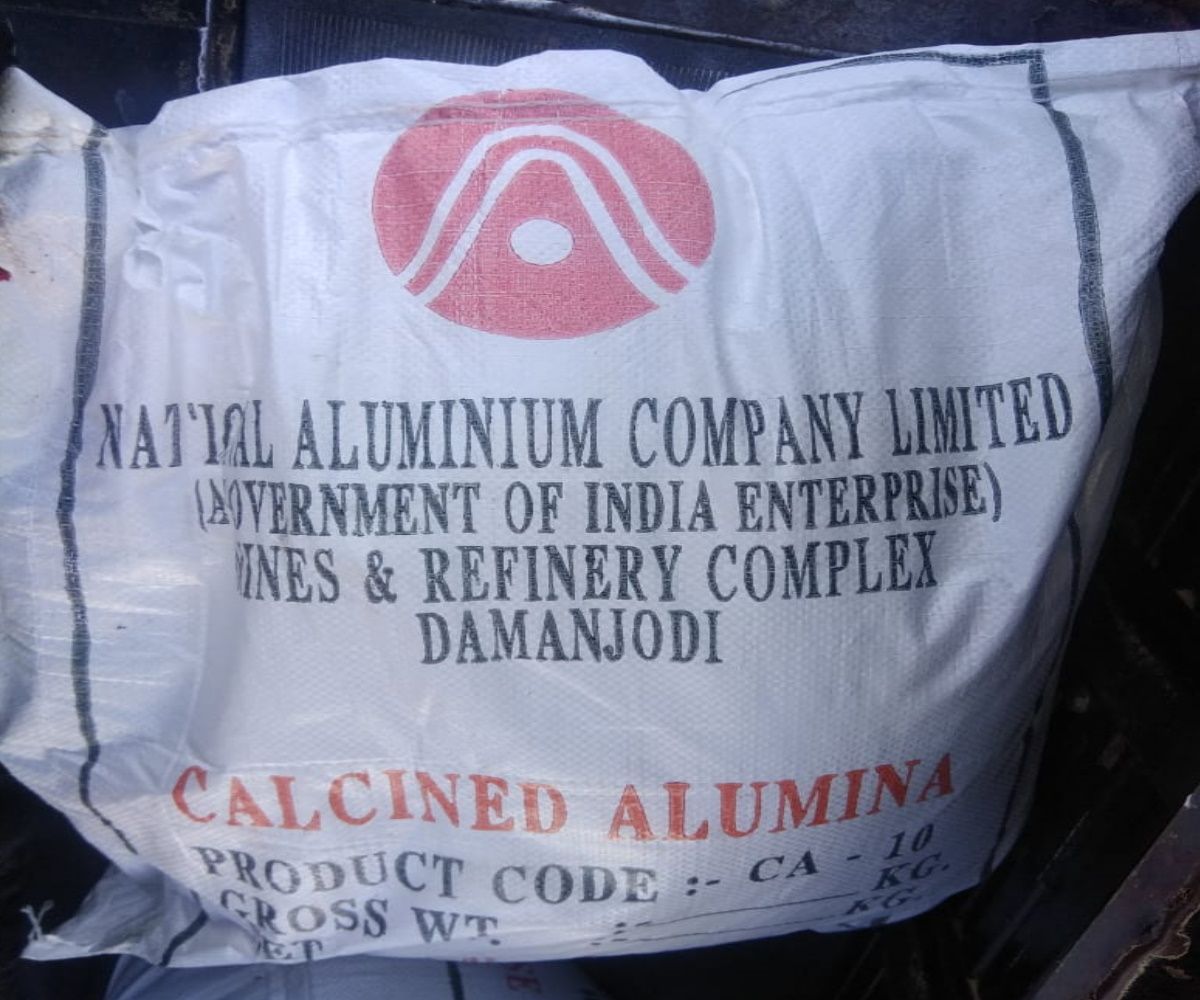 NATIONAL ALUMINIUM COMPANY LIMITED
(GOVERNMENT OF INDIA ENTERPRISE)
MINES & REFINERY COMPLEX
DAMANJODI
CALCINED ALUMINA
PRODUCT CODE :- CA - 10
GROSS WT. :- KG.
NET KG.